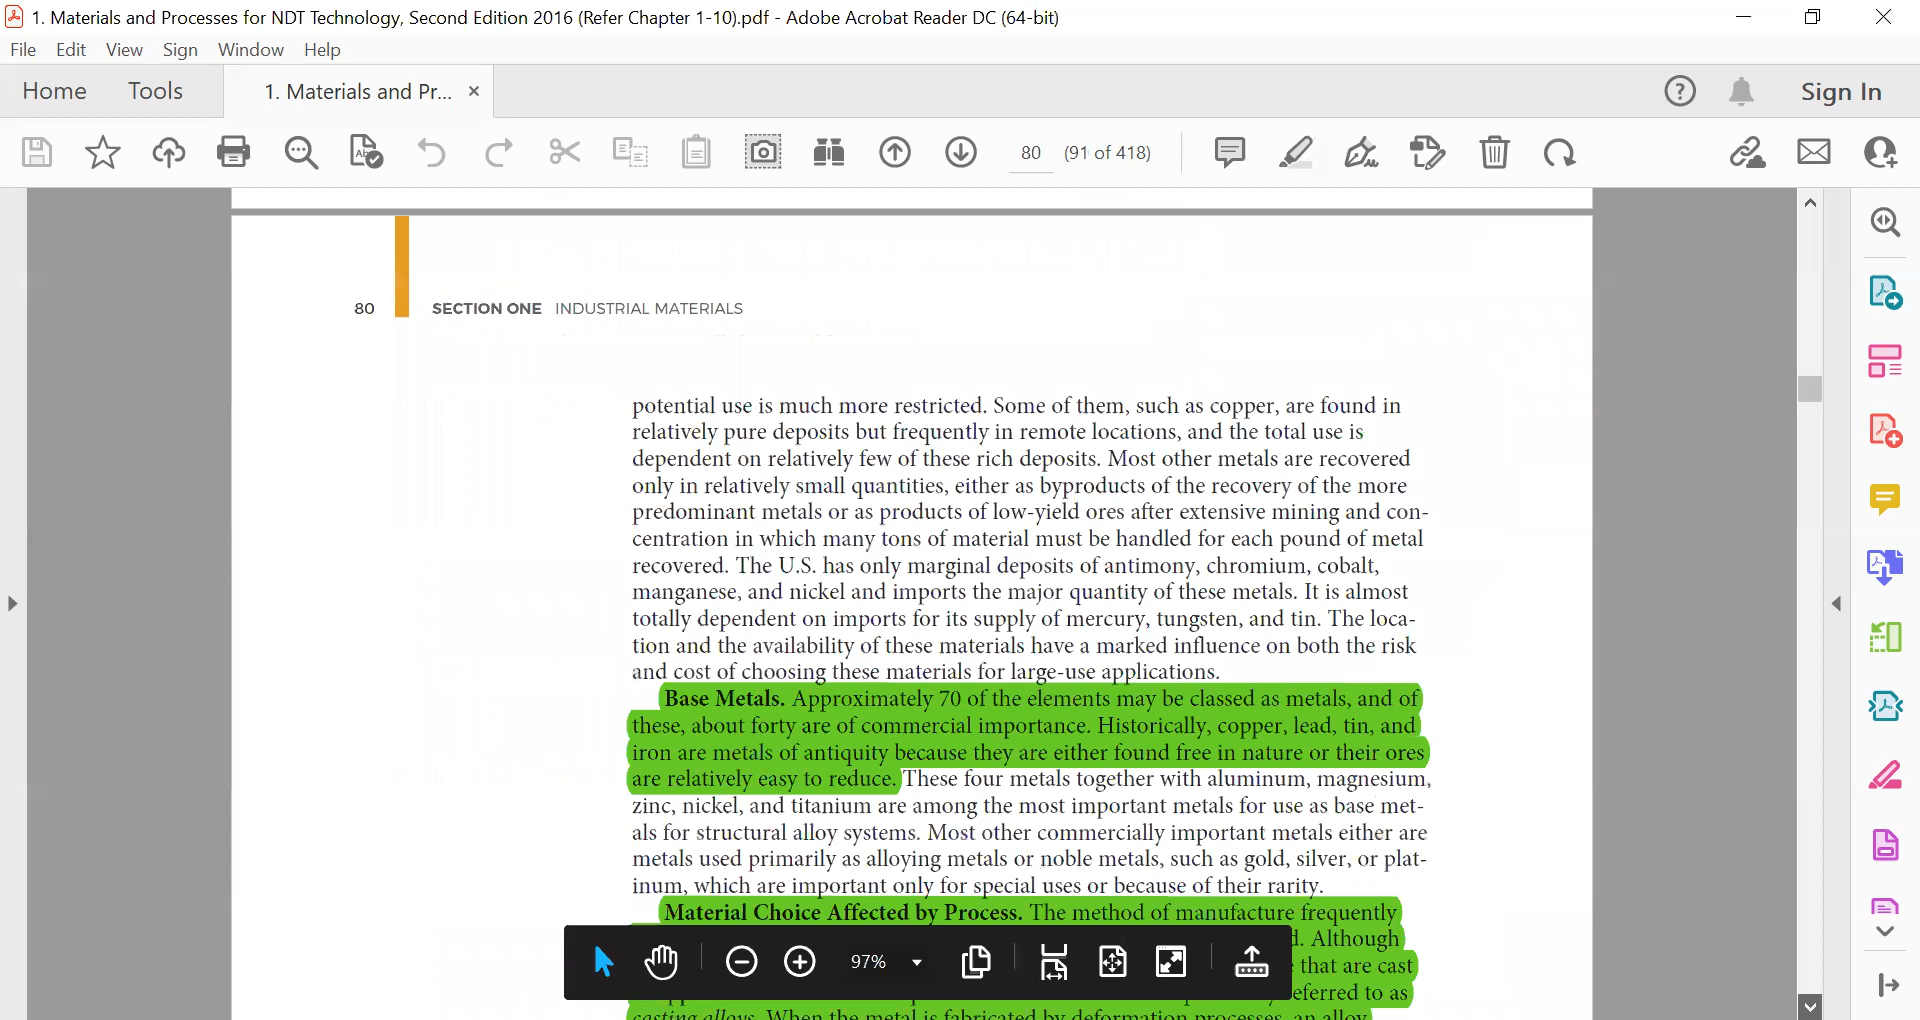 1. Materials and Processes for NDT Technology, Second Edition 2016 (Refer Chapter 1-10).pdf - Adobe Acrobat Reader DC (64-bit)
File Edit View Sign Window Help
Home Tools 1. Materials and Pr... × Sign In
80 (91 of 418)
80 SECTION ONE INDUSTRIAL MATERIALS
potential use is much more restricted. Some of them, such as copper, are found in
relatively pure deposits but frequently in remote locations, and the total use is
dependent on relatively few of these rich deposits. Most other metals are recovered
only in relatively small quantities, either as byproducts of the recovery of the more
predominant metals or as products of low-yield ores after extensive mining and con-
centration in which many tons of material must be handled for each pound of metal
recovered. The U.S. has only marginal deposits of antimony, chromium, cobalt,
manganese, and nickel and imports the major quantity of these metals. It is almost
totally dependent on imports for its supply of mercury, tungsten, and tin. The loca-
tion and the availability of these materials have a marked influence on both the risk
and cost of choosing these materials for large-use applications.
Base Metals. Approximately 70 of the elements may be classed as metals, and of
these, about forty are of commercial importance. Historically, copper, lead, tin, and
iron are metals of antiquity because they are either found free in nature or their ores
are relatively easy to reduce. These four metals together with aluminum, magnesium,
zinc, nickel, and titanium are among the most important metals for use as base met-
als for structural alloy systems. Most other commercially important metals either are
metals used primarily as alloying metals or noble metals, such as gold, silver, or plat-
inum, which are important only for special uses or because of their rarity.
Material Choice Affected by Process. The method of manufacture frequently
d. Although
that are cast
eferred to as
casting alloys. When the metal is fabricated by deformation processes, an alloy
97%